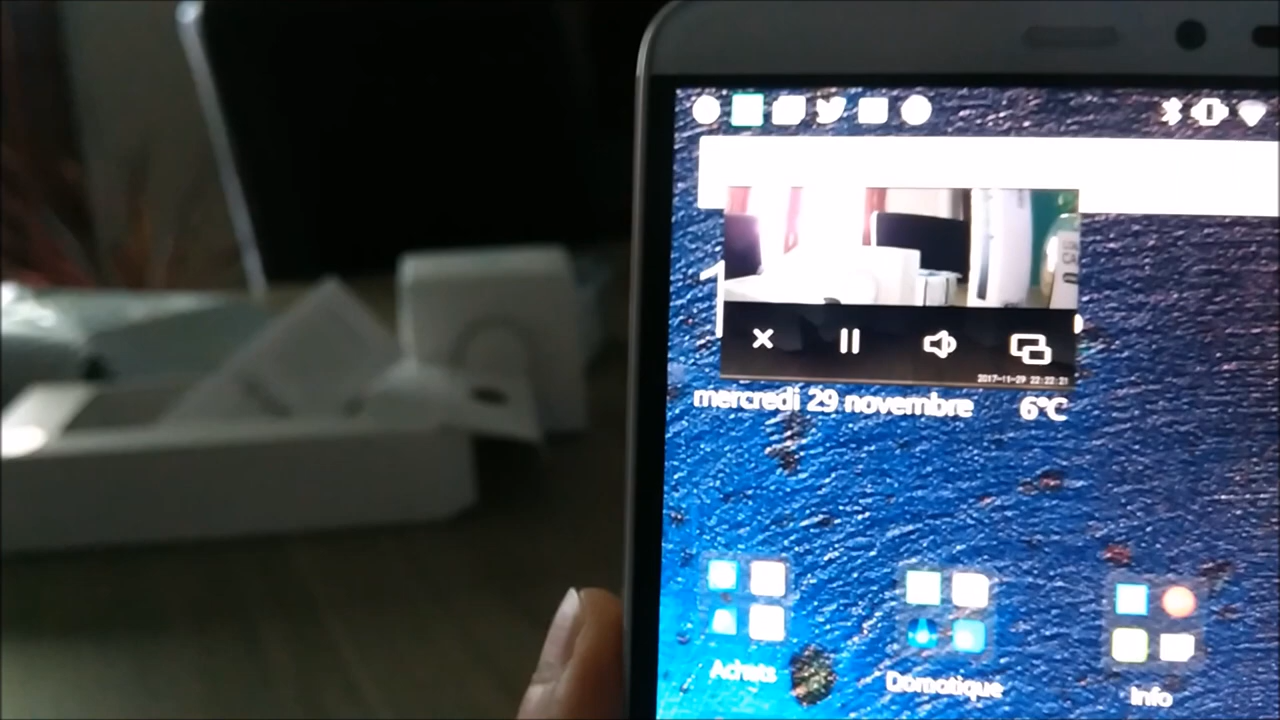 2017-11-29 22:22:21
mercredi 29 novembre 6°C
Achats
Domotique
Info